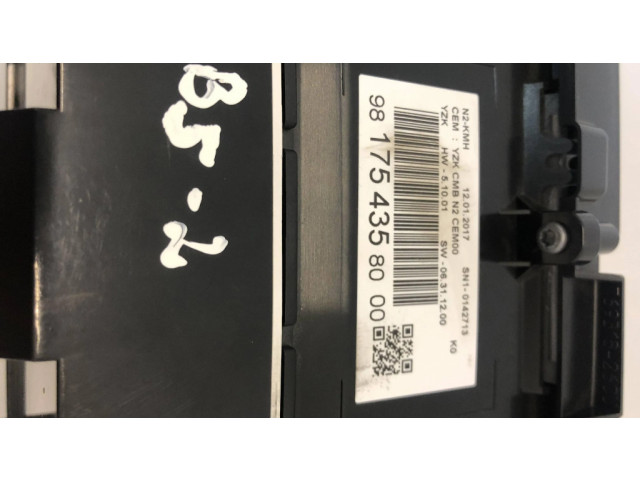 B5-2
N2-KMH 12.01.2017 SN1-0142713
CEM : YZK CMB N2 CEM00 K0
YZK HW-5.10.01 SW-06.31.12.00
98 175 435 80 00